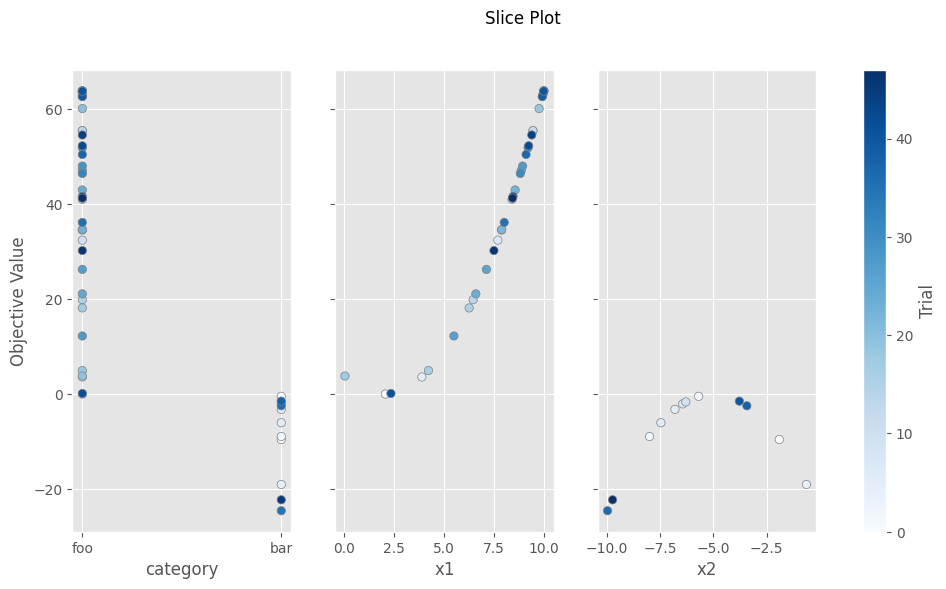 Slice Plot
Objective Value
60
40
20
0
−20
foo bar
category
0.0 2.5 5.0 7.5 10.0
x1
−10.0 −7.5 −5.0 −2.5
x2
40
30
20
10
0
Trial